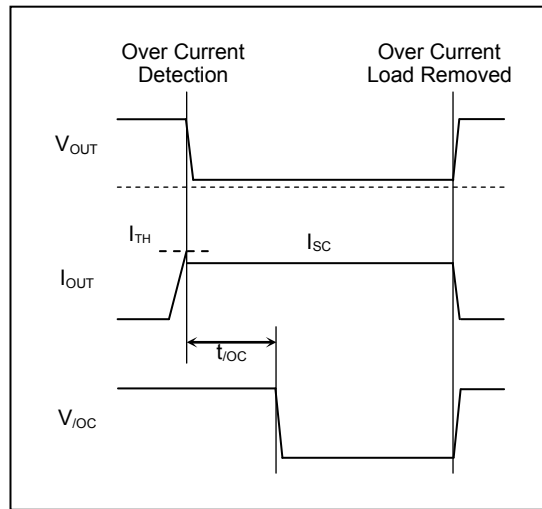 Over Current
Detection
Over Current
Load Removed
VOUT
ITH
ISC
IOUT
t/OC
V/OC